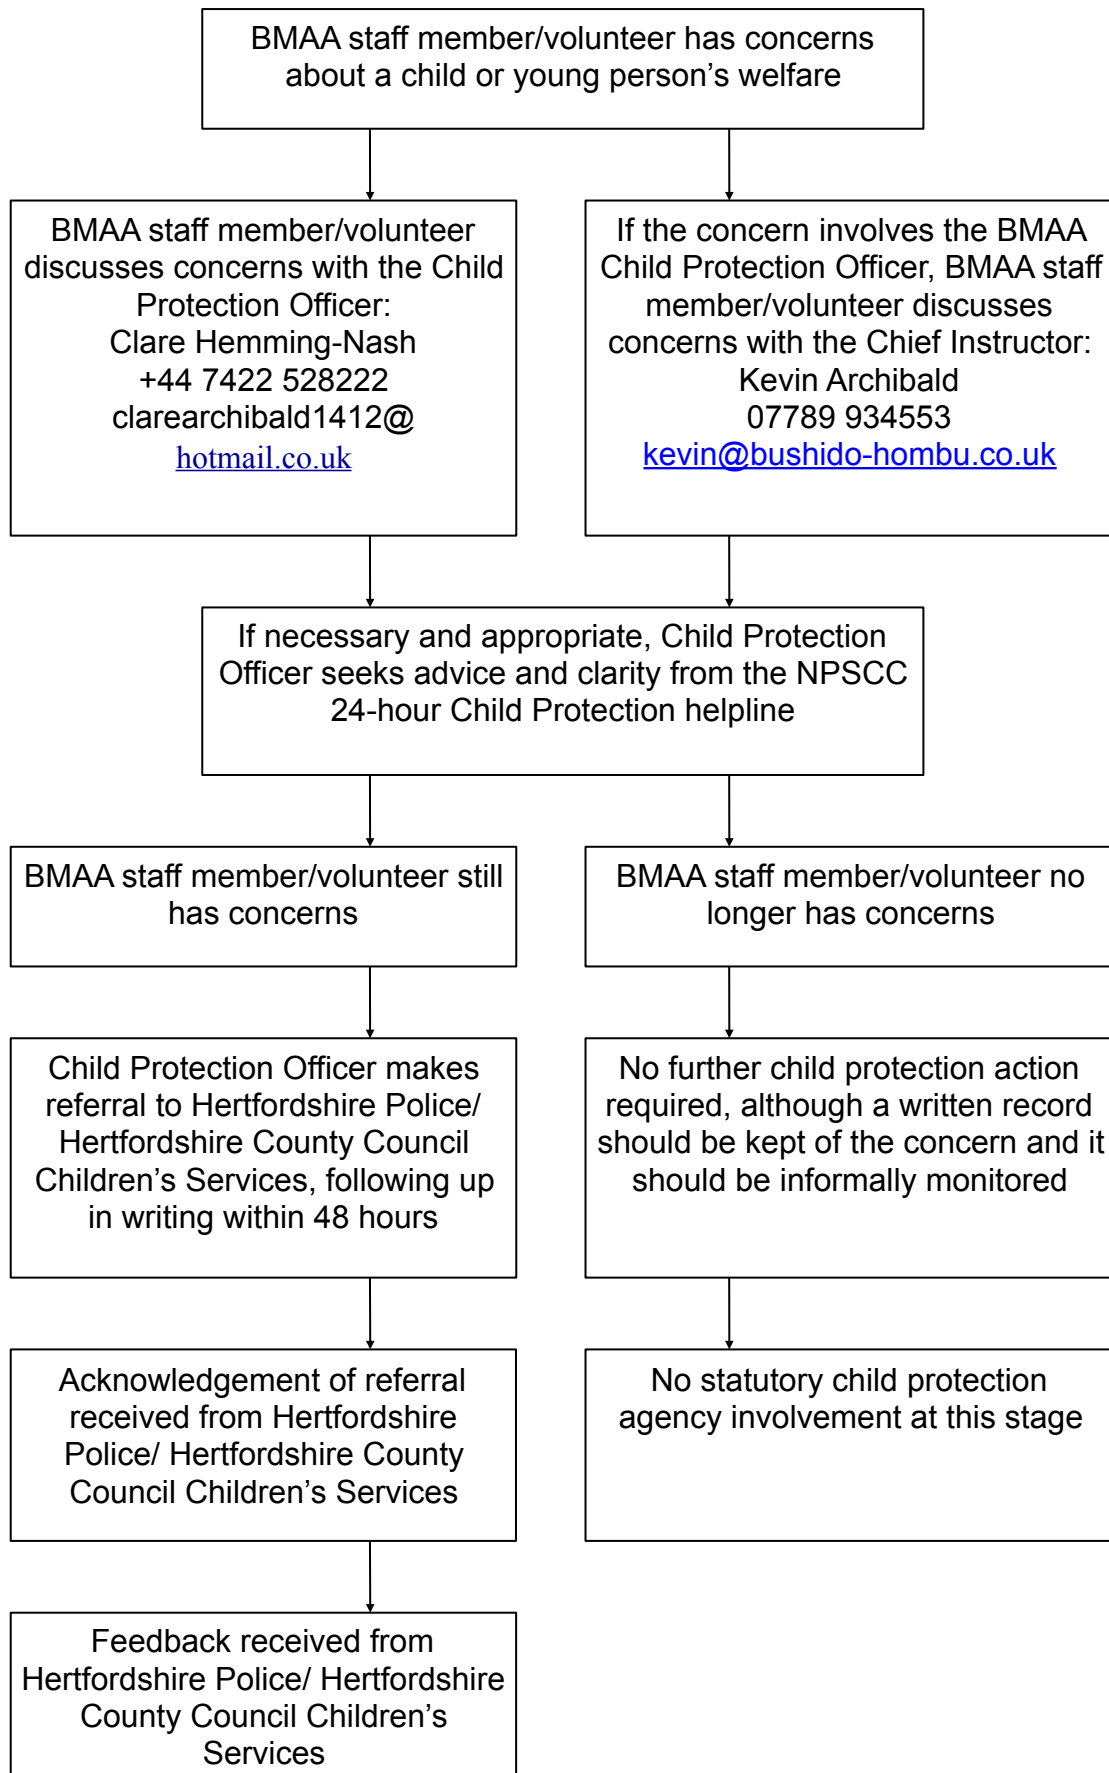 BMAA staff member/volunteer has concerns
about a child or young person’s welfare
BMAA staff member/volunteer
discusses concerns with the Child
Protection Officer:
Clare Hemming-Nash
+44 7422 528222
clarearchibald1412@
hotmail.co.uk
If the concern involves the BMAA
Child Protection Officer, BMAA staff
member/volunteer discusses
concerns with the Chief Instructor:
Kevin Archibald
07789 934553
kevin@bushido-hombu.co.uk
If necessary and appropriate, Child Protection
Officer seeks advice and clarity from the NPSCC
24-hour Child Protection helpline
BMAA staff member/volunteer still
has concerns
BMAA staff member/volunteer no
longer has concerns
Child Protection Officer makes
referral to Hertfordshire Police/
Hertfordshire County Council
Children’s Services, following up
in writing within 48 hours
No further child protection action
required, although a written record
should be kept of the concern and it
should be informally monitored
Acknowledgement of referral
received from Hertfordshire
Police/ Hertfordshire County
Council Children’s Services
No statutory child protection
agency involvement at this stage
Feedback received from
Hertfordshire Police/ Hertfordshire
County Council Children’s
Services